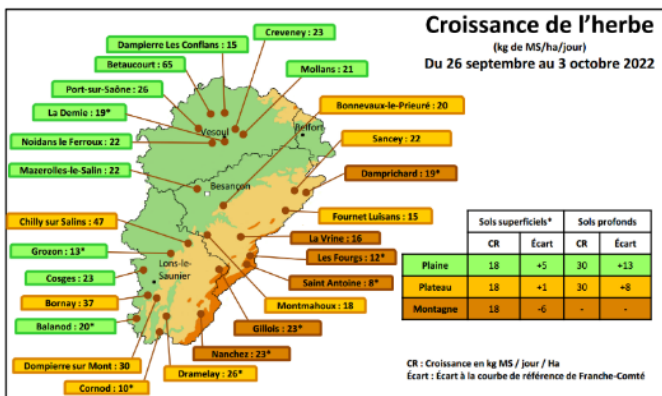 Croissance de l'herbe
(kg de MS/ha/jour)
Du 26 septembre au 3 octobre 2022
Creveney : 23
Dampierre Les Conflans : 15
Betaucourt : 65
Mollans : 21
Port-sur-Saône : 26
Bonnevaux-le-Prieuré : 20
La Demie : 19*
Vesoul
Belfort
Noidans le Ferroux : 22
Sancey : 22
Mazerolles-le-Salin : 22
Damprichard : 19*
Besançon
Fournet Luisans : 15
Chilly sur Salins : 47
La Vrine : 16
Grozon : 13*
Les Fourgs : 12*
Lons-le-Saunier
Cosges : 23
Saint Antoine : 8*
Bornay : 37
Montmahoux : 18
Balanod : 20*
Gillois : 23*
Nanchez : 23*
Dompierre sur Mont : 30
Dramelay : 26*
Cornod : 10*
Sols superficiels* Sols profonds
CR Écart CR Écart
Plaine 18 +5 30 +13
Plateau 18 +1 30 +8
Montagne 18 -6 - -
CR : Croissance en kg MS / jour / Ha
Écart : Écart à la courbe de référence de Franche-Comté